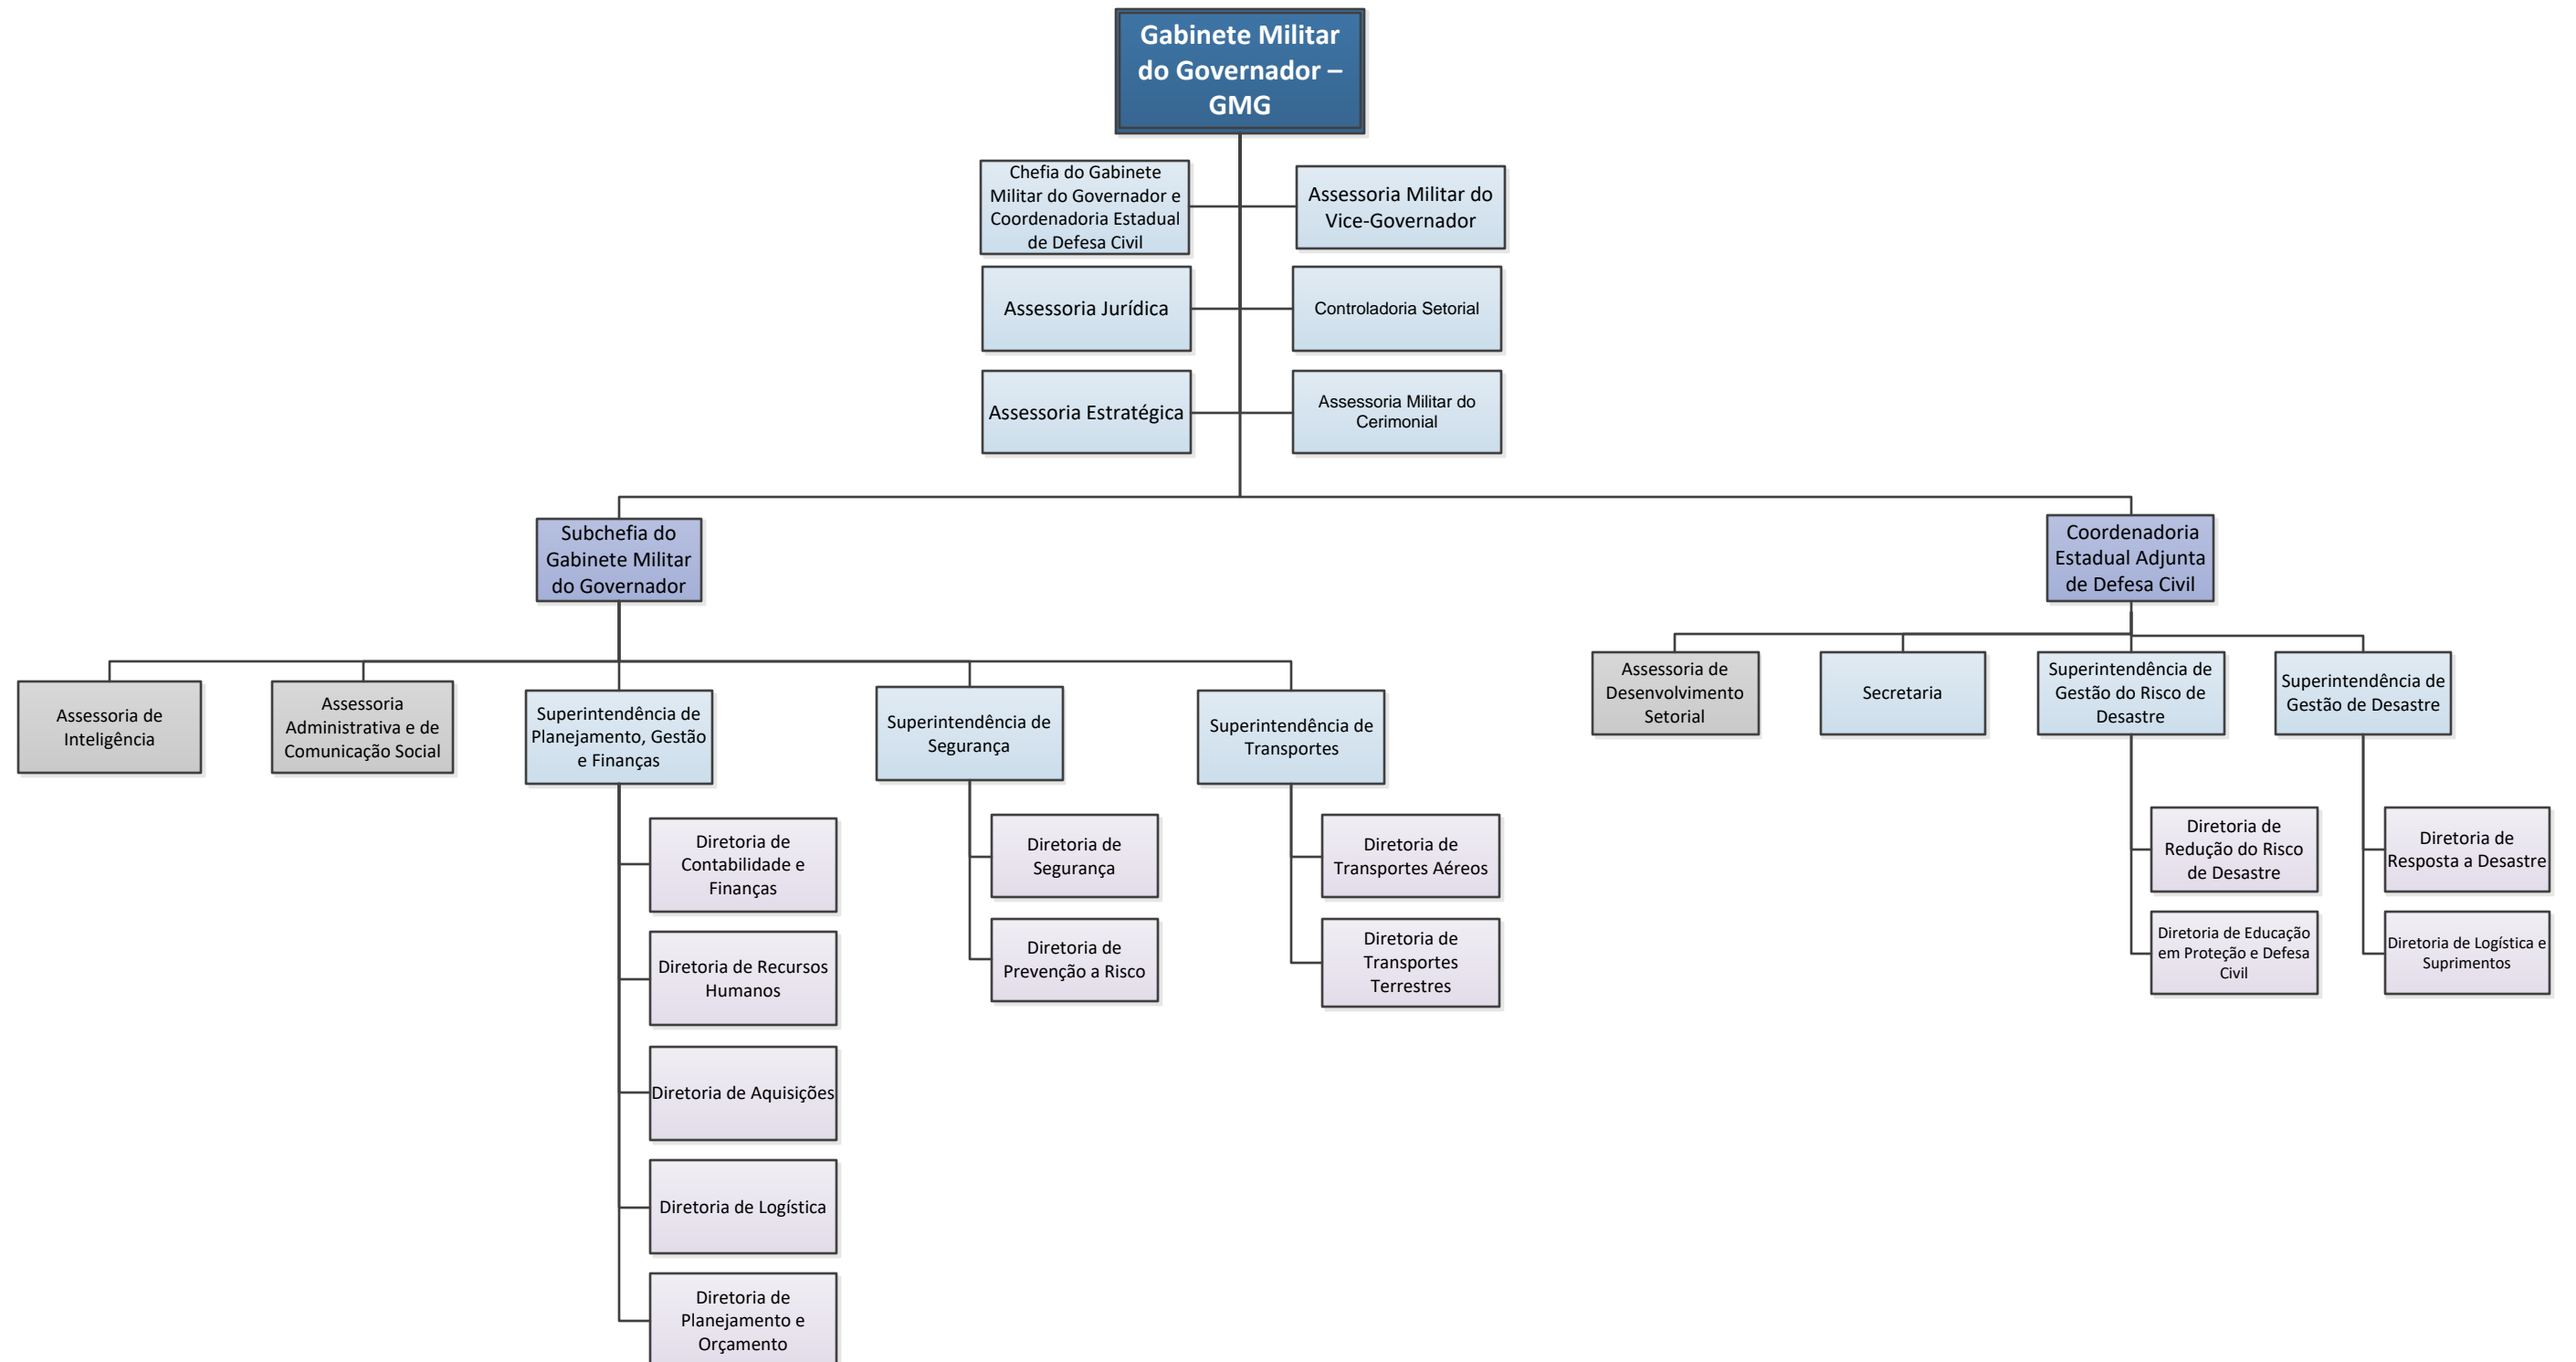 Gabinete Militar
do Governador –
GMG
Chefia do Gabinete
Militar do Governador e
Coordenadoria Estadual
de Defesa Civil
Assessoria Militar do
Vice-Governador
Assessoria Jurídica
Controladoria Setorial
Assessoria Estratégica
Assessoria Militar do
Cerimonial
Subchefia do
Gabinete Militar
do Governador
Coordenadoria
Estadual Adjunta
de Defesa Civil
Assessoria de
Inteligência
Assessoria
Administrativa e de
Comunicação Social
Superintendência de
Planejamento, Gestão
e Finanças
Superintendência de
Segurança
Superintendência de
Transportes
Assessoria de
Desenvolvimento
Setorial
Secretaria
Superintendência de
Gestão do Risco de
Desastre
Superintendência de
Gestão de Desastre
Diretoria de
Contabilidade e
Finanças
Diretoria de Recursos
Humanos
Diretoria de Aquisições
Diretoria de Logística
Diretoria de
Planejamento e
Orçamento
Diretoria de
Segurança
Diretoria de
Prevenção a Risco
Diretoria de
Transportes Aéreos
Diretoria de
Transportes
Terrestres
Diretoria de
Redução do Risco
de Desastre
Diretoria de Educação
em Proteção e Defesa
Civil
Diretoria de
Resposta a Desastre
Diretoria de Logística e
Suprimentos